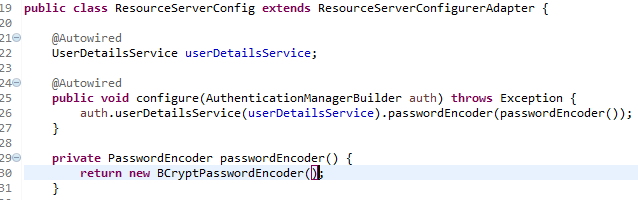 19 public class ResourceServerConfig extends ResourceServerConfigurerAdapter {
20
21 @Autowired
22 UserDetailsService userDetailsService;
23
24 @Autowired
25 public void configure(AuthenticationManagerBuilder auth) throws Exception {
26 auth.userDetailsService(userDetailsService).passwordEncoder(passwordEncoder());
27 }
28
29 private PasswordEncoder passwordEncoder() {
30 return new BCryptPasswordEncoder();
31 }